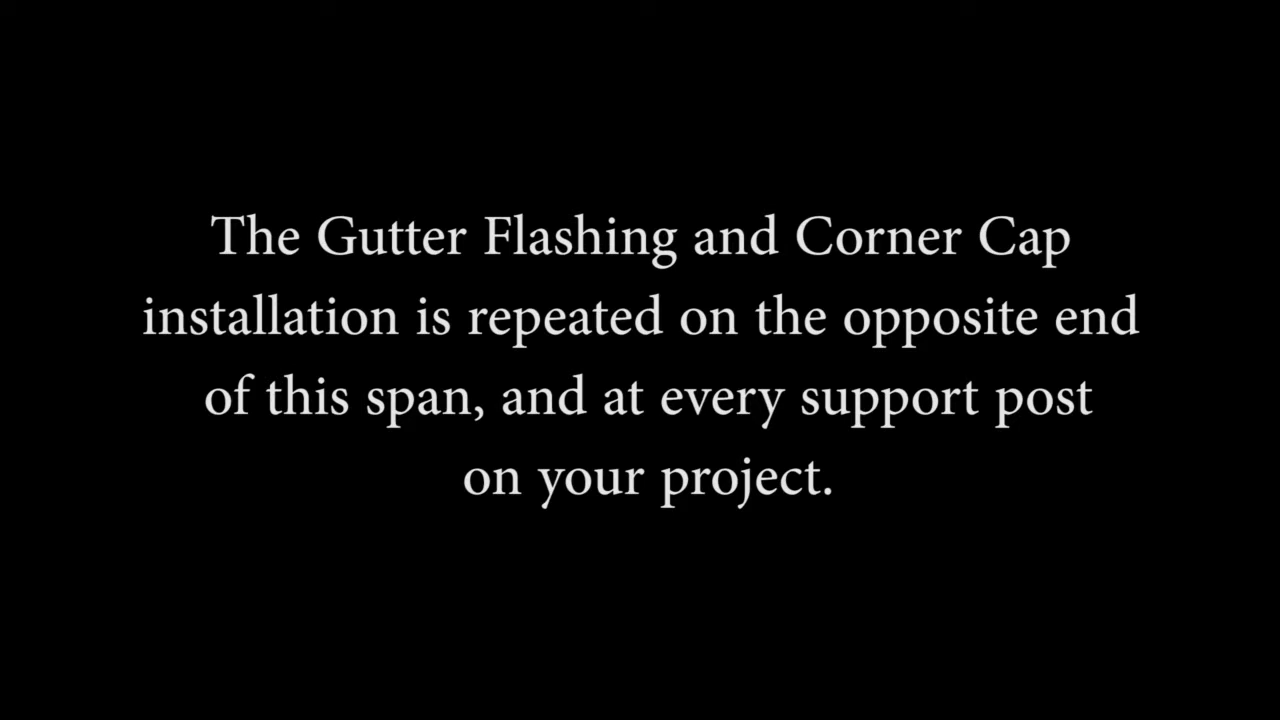 The Gutter Flashing and Corner Cap
installation is repeated on the opposite end
of this span, and at every support post
on your project.